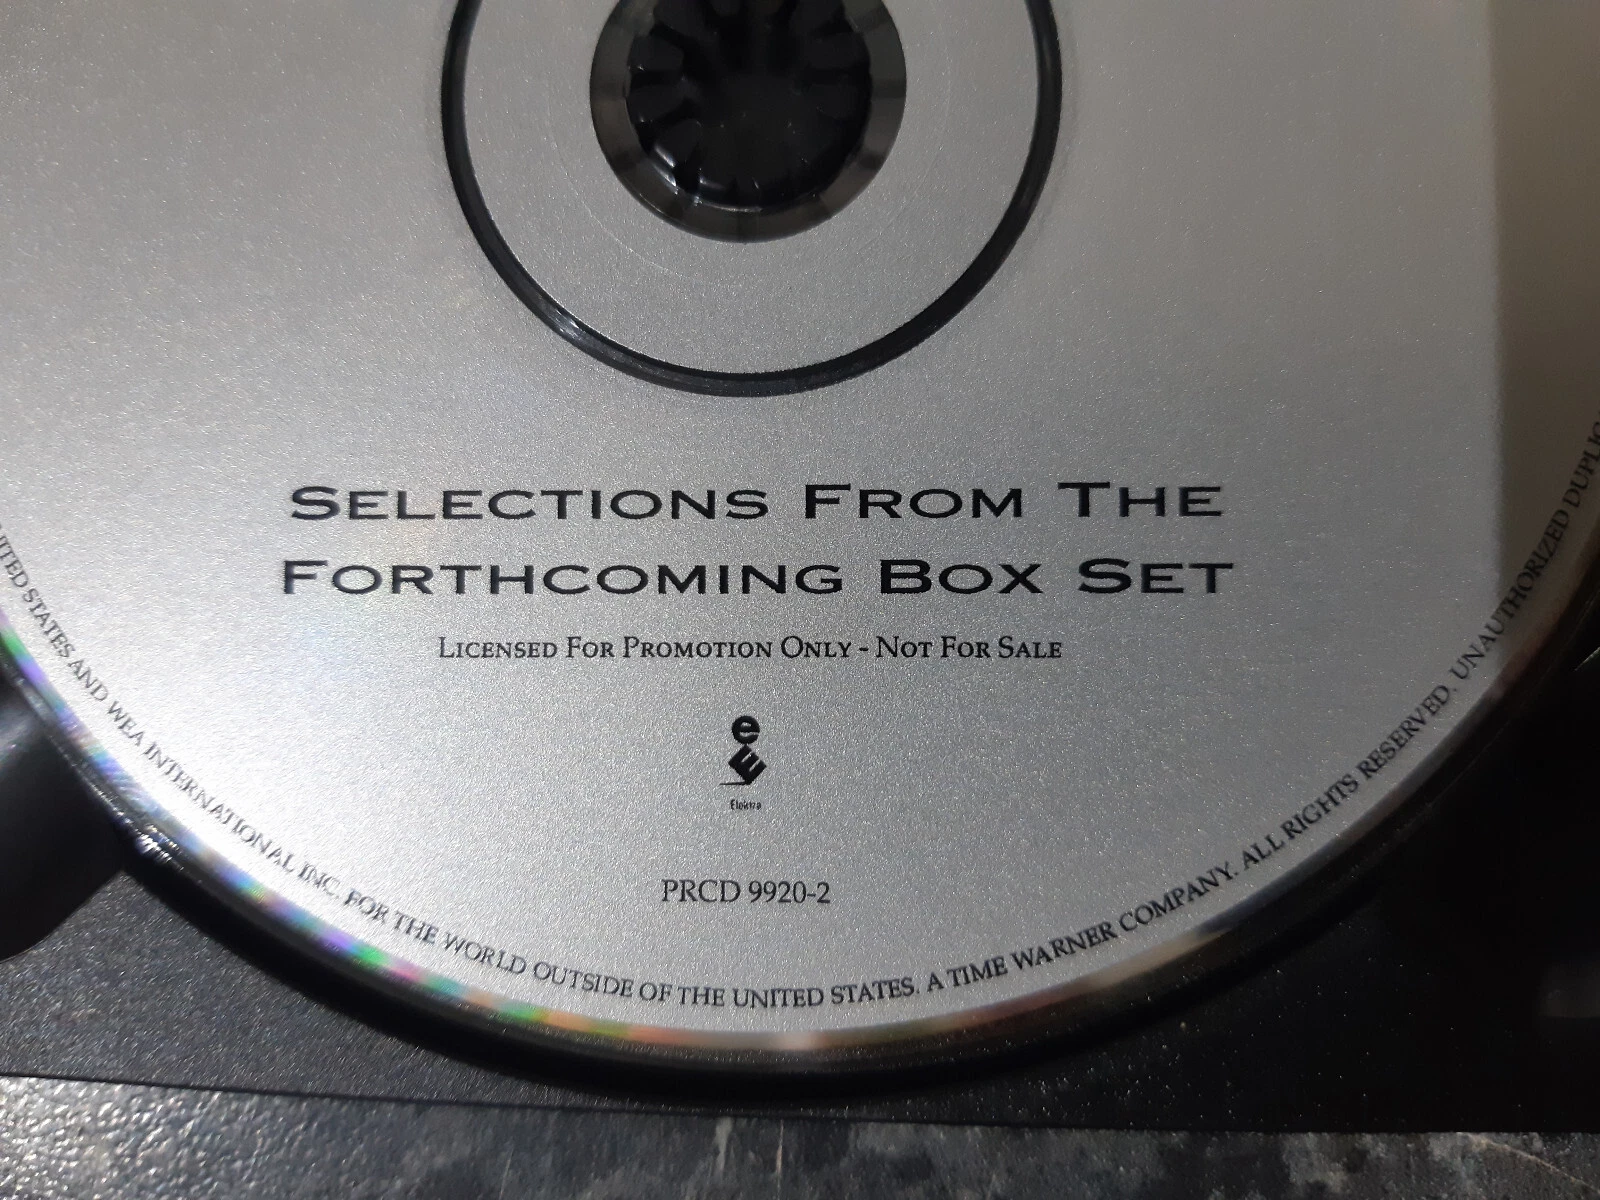 SELECTIONS FROM THE
FORTHCOMING BOX SET
LICENSED FOR PROMOTION ONLY - NOT FOR SALE
e
E
Elektra
PRCD 9920-2
STATES AND WEA INTERNATIONAL INC. FOR THE WORLD OUTSIDE OF THE UNITED STATES. A TIME WARNER COMPANY. ALL RIGHTS RESERVED. UNAUTHORIZED